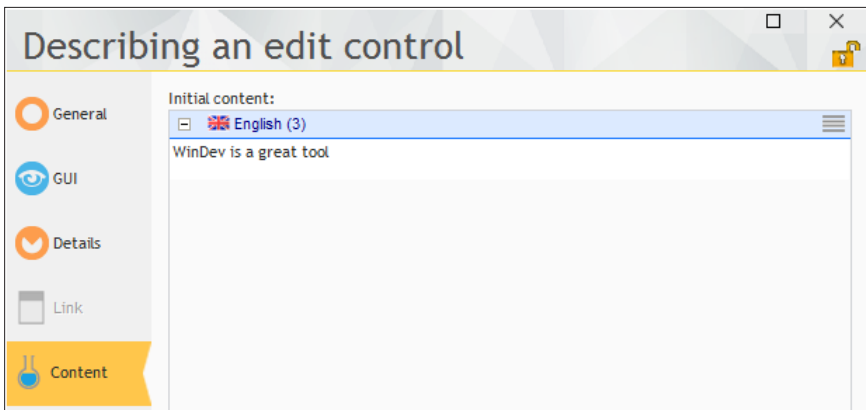 Describing an edit control
General
GUI
Details
Link
Content
Initial content:
English (3)
WinDev is a great tool